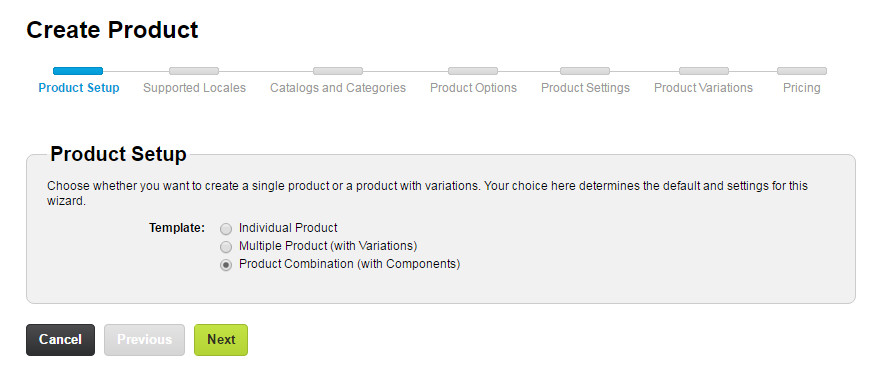 Create Product
Product Setup Supported Locales Catalogs and Categories Product Options Product Settings Product Variations Pricing
Product Setup
Choose whether you want to create a single product or a product with variations. Your choice here determines the default and settings for this
wizard.
Template: Individual Product
Multiple Product (with Variations)
Product Combination (with Components)
Cancel Previous Next